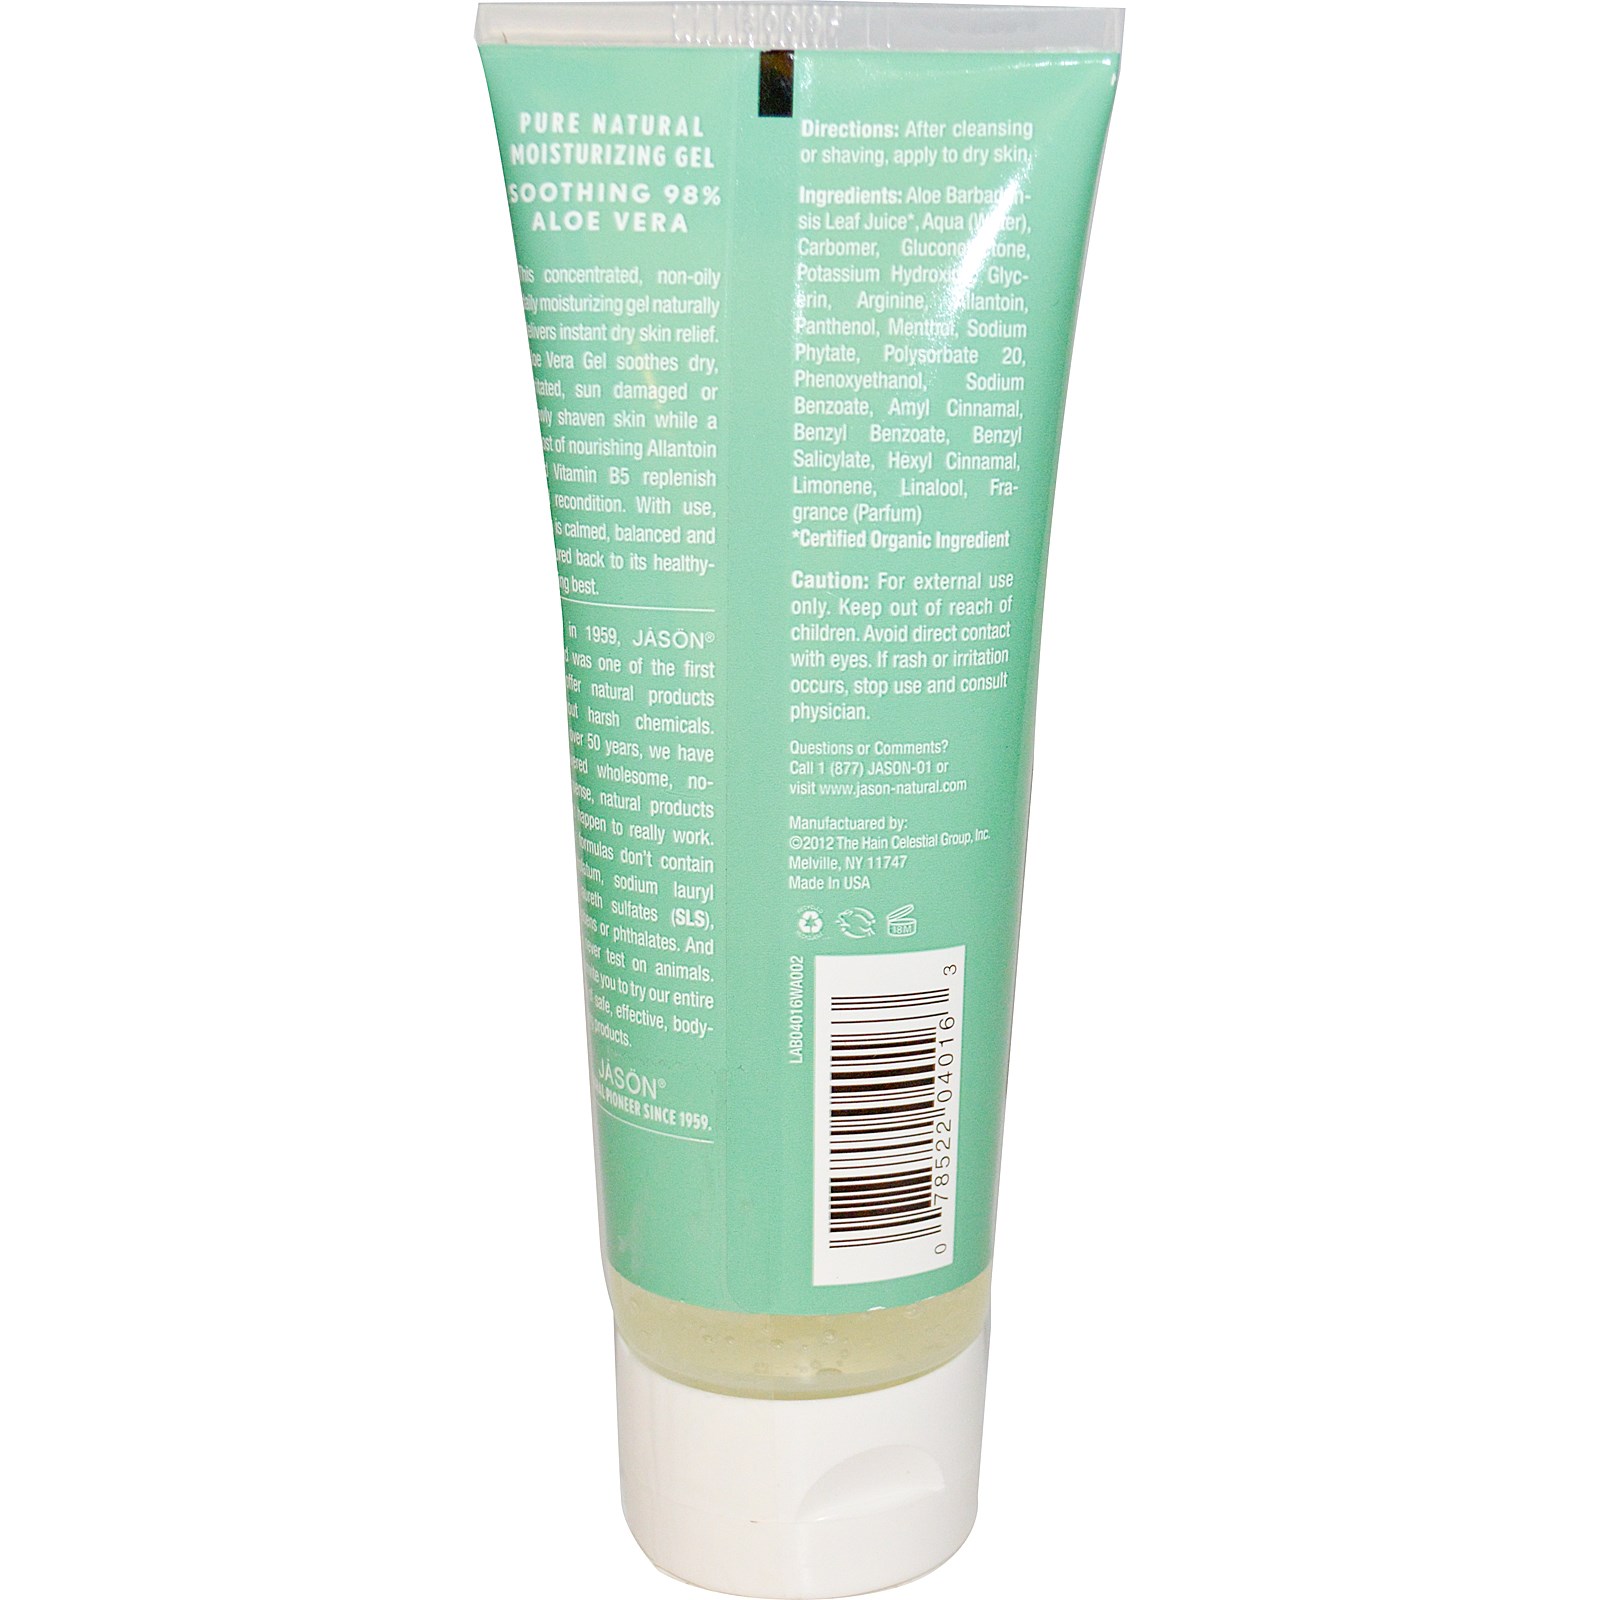 PURE NATURAL
MOISTURIZING GEL
SOOTHING 98%
ALOE VERA
concentrated, non-oily
moisturizing gel naturally
instant dry skin relief.
Vera Gel soothes dry,
sun damaged or
shaven skin while a
of nourishing Allantoin
Vitamin B5 replenish
recondition. With use,
is calmed, balanced and
back to its healthy-
best.
in 1959, JĀSÖN®
was one of the first
natural products
harsh chemicals.
50 years, we have
wholesome, no-
natural products
happen to really work.
don't contain
sodium lauryl
sulfates (SLS),
or phthalates. And
test on animals.
you to try our entire
safe, effective, body-
products.
JĀSÖN®
PIONEER SINCE 1959.
Directions: After cleansing
or shaving, apply to dry skin.
Ingredients: Aloe Barbaden-
sis Leaf Juice*, Aqua (Water),
Carbomer,
Potassium Glyc-
erin, Arginine, Allantoin,
Panthenol, Menthol, Sodium
Phytate, Polysorbate 20,
Phenoxyethanol, Sodium
Benzoate, Amyl Cinnamal,
Benzyl Benzoate, Benzyl
Salicylate, Hexyl Cinnamal,
Limonene, Linalool, Fra-
grance (Parfum)
*Certified Organic Ingredient
Caution: For external use
only. Keep out of reach of
children. Avoid direct contact
with eyes. If rash or irritation
occurs, stop use and consult
physician.
Questions or Comments?
Call 1 (877) JASON-01 or
visit www.jason-natural.com
Manufactuared by:
©2012 The Hain Celestial Group, Inc.
Melville, NY 11747
Made In USA
18M
LAB04016WA002
0 78522 04016 3